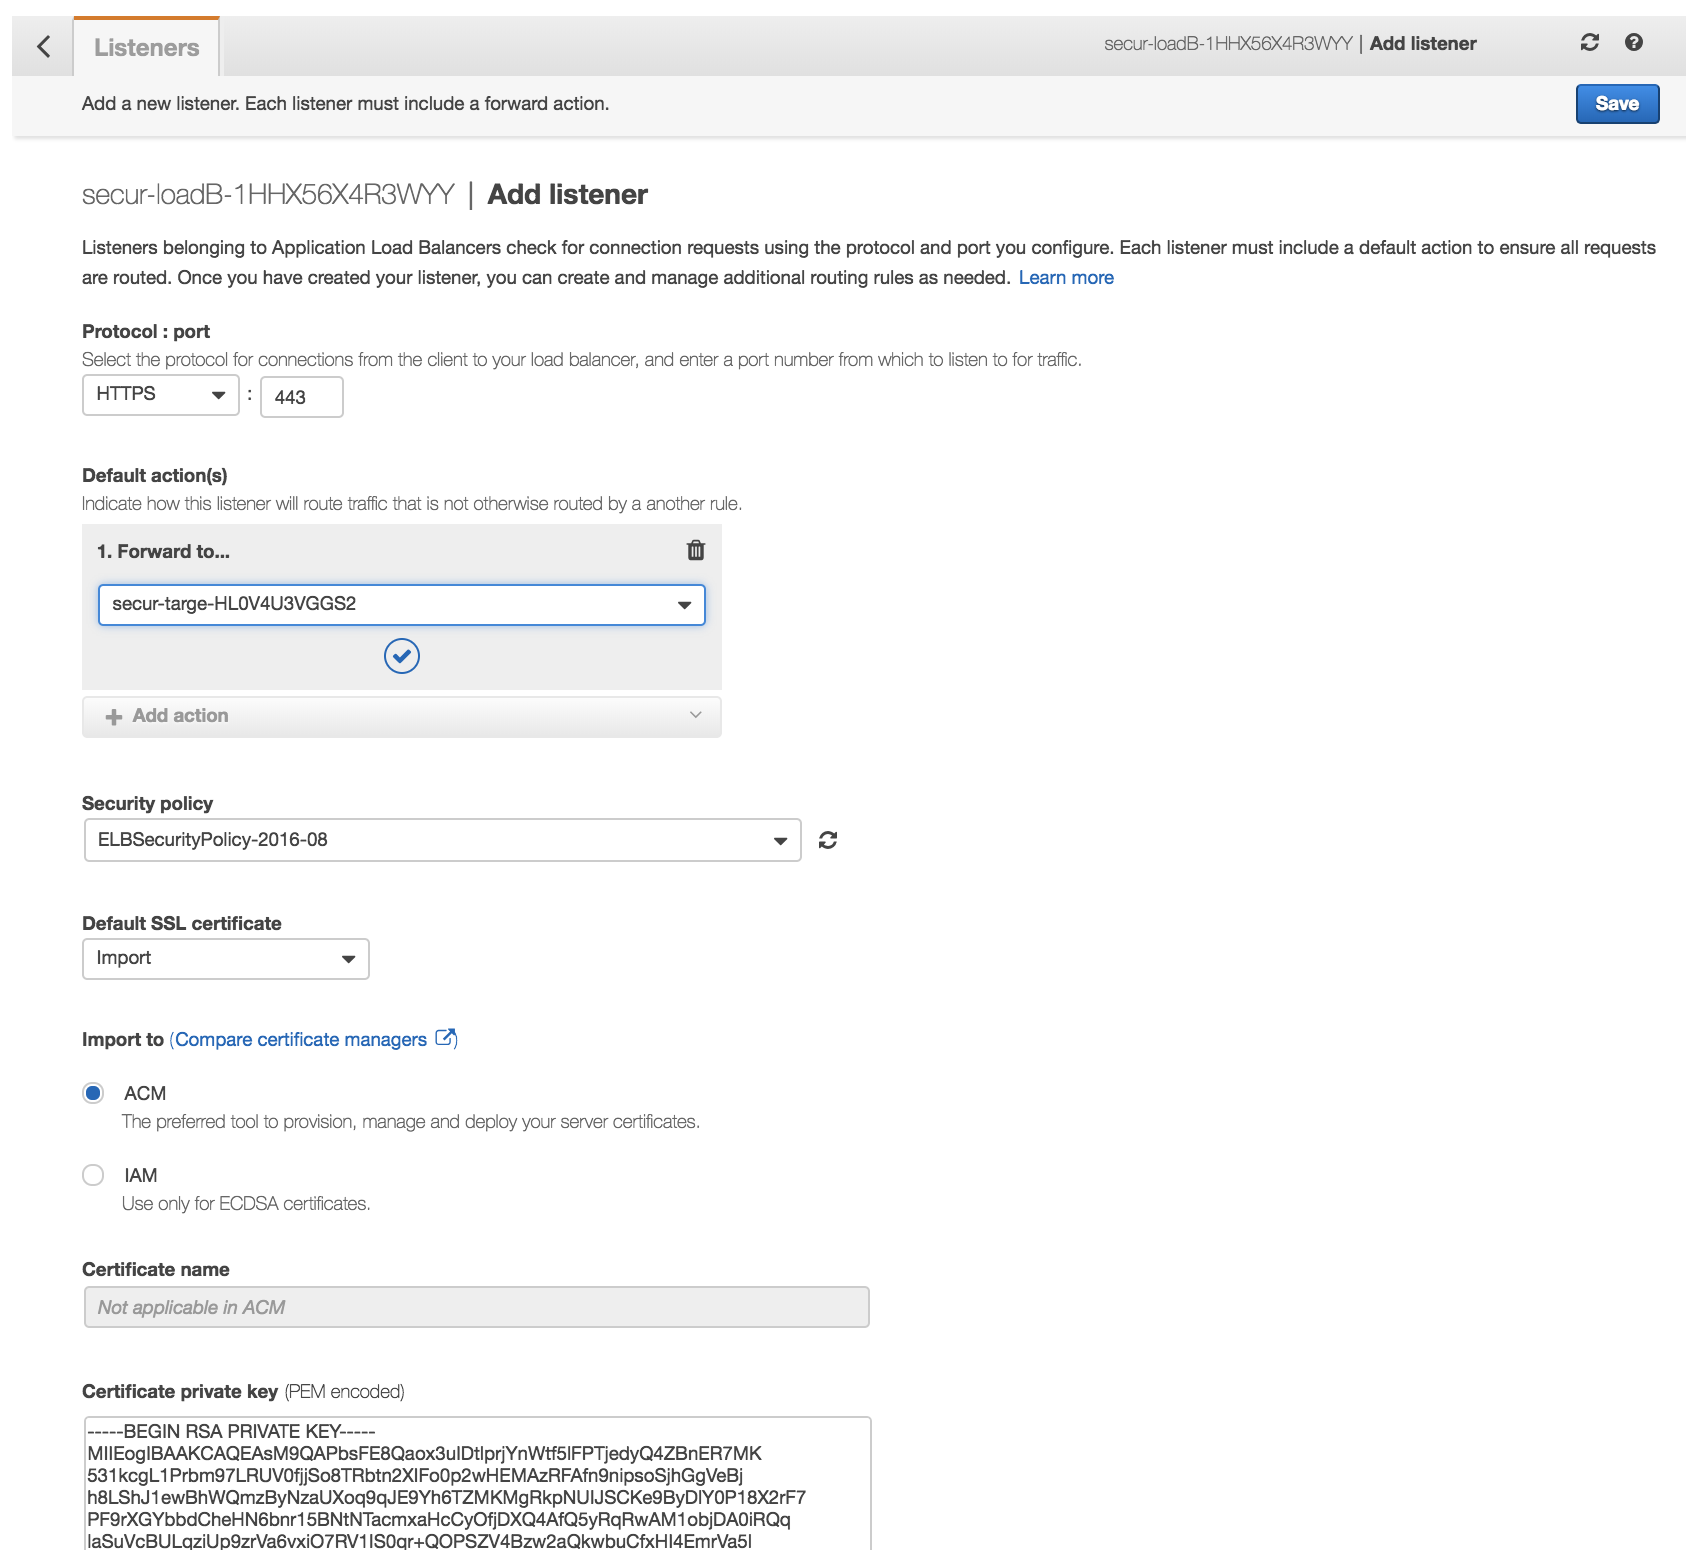 Listeners
secur-loadB-1HHX56X4R3WYY | Add listener
Add a new listener. Each listener must include a forward action.
Save
secur-loadB-1HHX56X4R3WYY | Add listener
Listeners belonging to Application Load Balancers check for connection requests using the protocol and port you configure. Each listener must include a default action to ensure all requests
are routed. Once you have created your listener, you can create and manage additional routing rules as needed. Learn more
Protocol : port
Select the protocol for connections from the client to your load balancer, and enter a port number from which to listen to for traffic.
HTTPS : 443
Default action(s)
Indicate how this listener will route traffic that is not otherwise routed by a another rule.
1. Forward to...
secur-targe-HL0V4U3VGGS2
Add action
Security policy
ELBSecurityPolicy-2016-08
Default SSL certificate
Import
Import to (Compare certificate managers)
ACM
The preferred tool to provision, manage and deploy your server certificates.
IAM
Use only for ECDSA certificates.
Certificate name
Not applicable in ACM
Certificate private key (PEM encoded)
-----BEGIN RSA PRIVATE KEY-----
MIIEogIBAAKCAQEAsM9QAPbsFE8Qaox3uIDtlprjYnWtf5lFPTjedyQ4ZBnER7MK
531kcgL1Prbm97LRUV0fjjSo8TRbtn2XIFo0p2wHEMAzRFAfn9nipsoSjhGgVeBj
h8LShJ1ewBhWQmzByNzaUXoq9qJE9Yh6TZMKMgRkpNUIJSCKe9ByDlY0P18X2rF7
PF9rXGYbbdCheHN6bnr15BNtNTacmxaHcCyOfjDXQ4AfQ5yRqRwAM1objDA0iRQq
laSuVcBULqziUp9zrVa6vxiO7RV1IS0qr+QOPSZV4Bzw2aQkwbuCfxHI4EmrVa5l